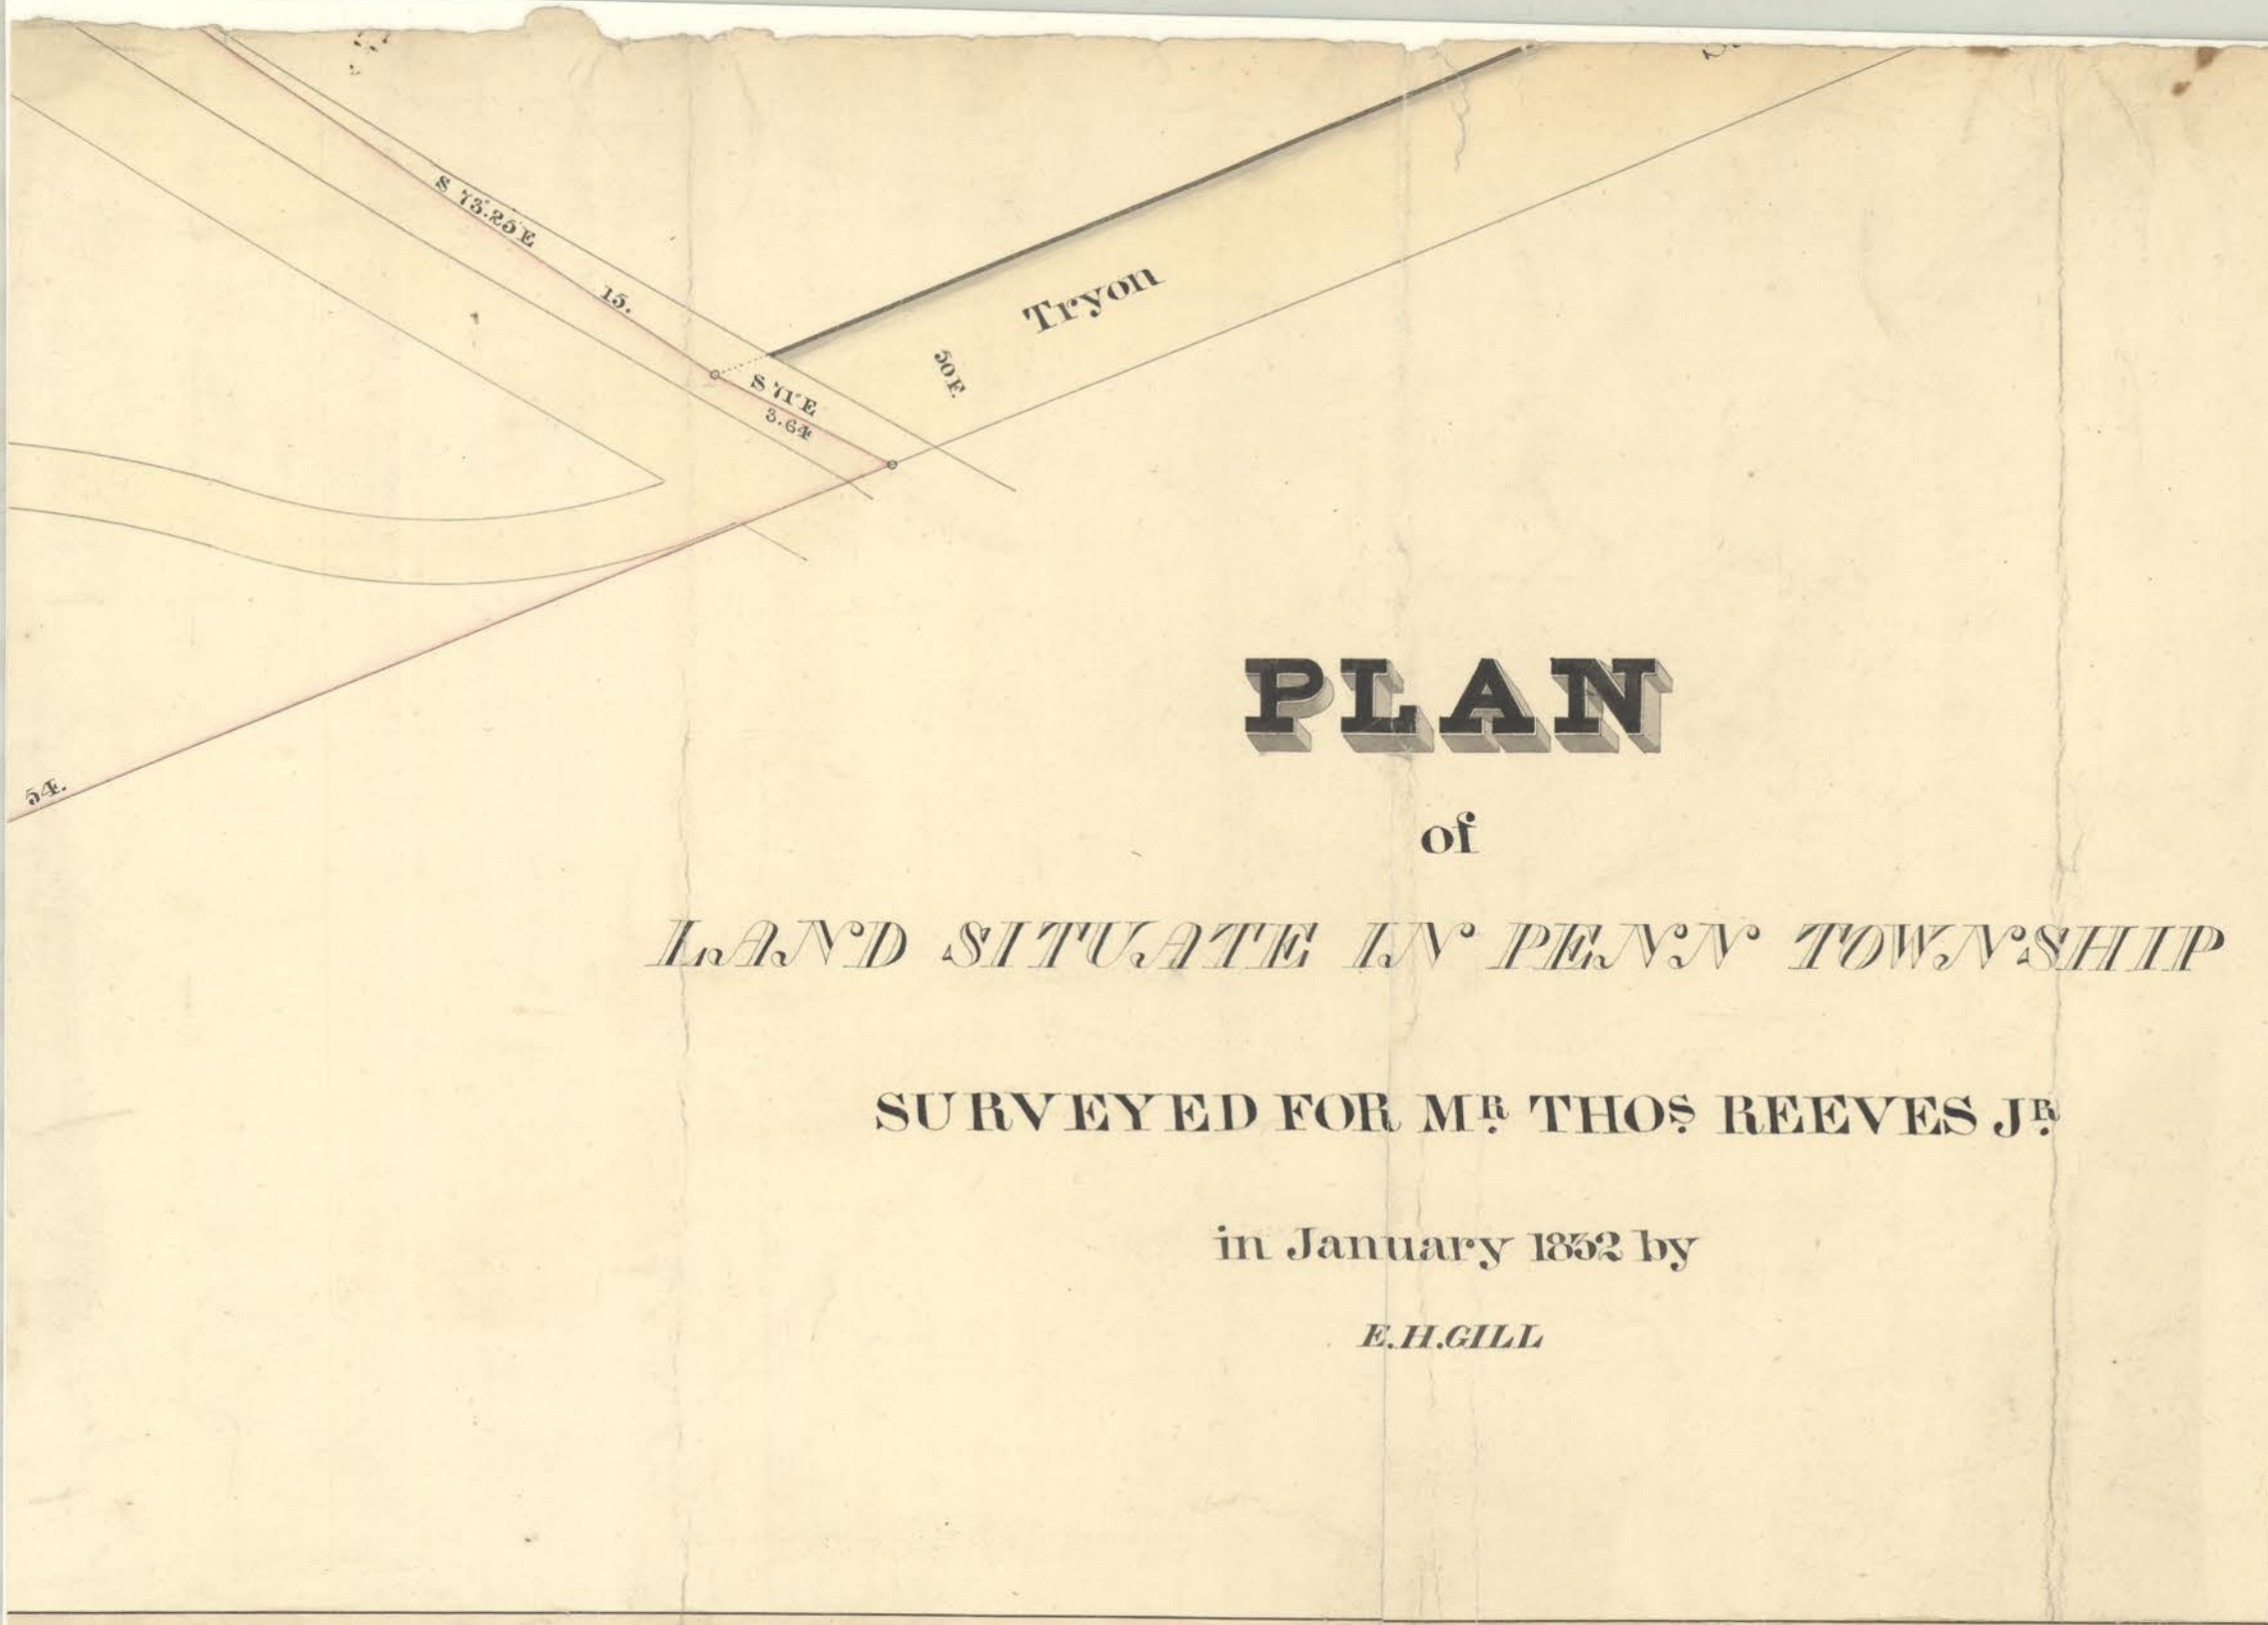 S 73°.25' E
15.
Tryon
50 F.
S 71° E
3.64
54.
PLAN
of
LAND SITUATE IN PENN TOWNSHIP
SURVEYED FOR MR. THOS. REEVES JR.
in January 1832 by
E.H.GILL